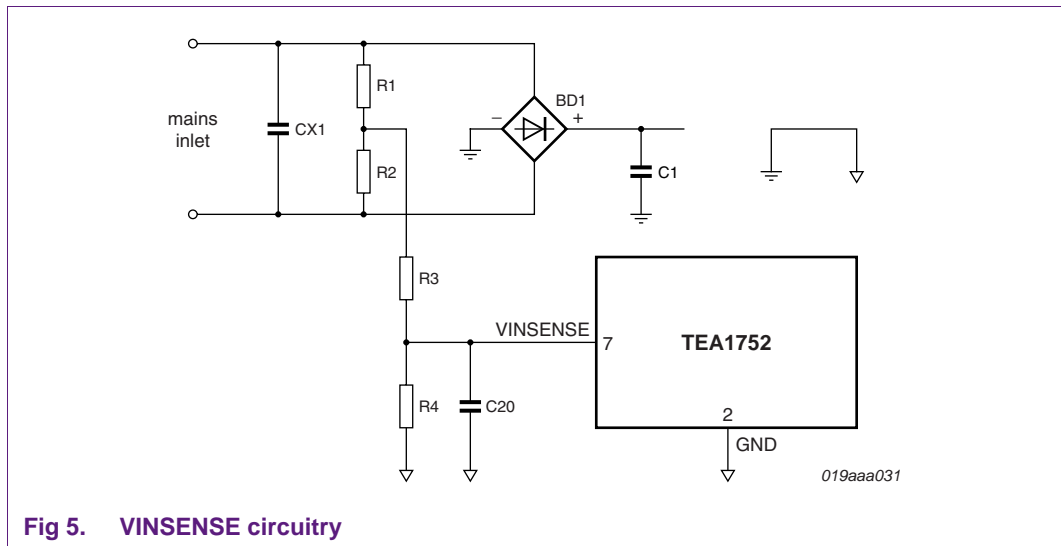 R1
BD1
− +
mains
inlet
CX1
R2
C1
R3
VINSENSE
7
TEA1752
R4
C20
2
GND
019aaa031
Fig 5. VINSENSE circuitry